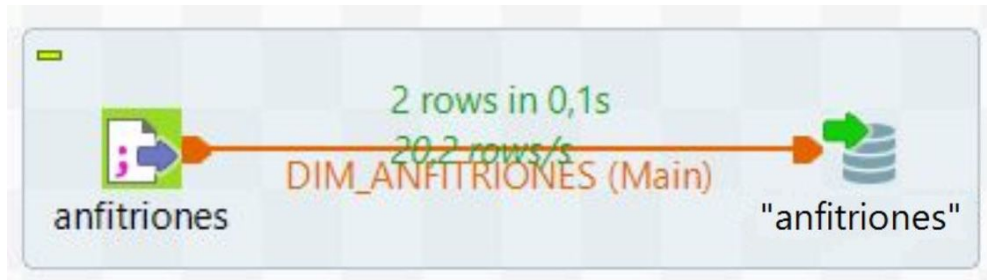 2 rows in 0,1s
20,2 rows/s
DIM_ANFITRIONES (Main)
;
anfitriones
"anfitriones"